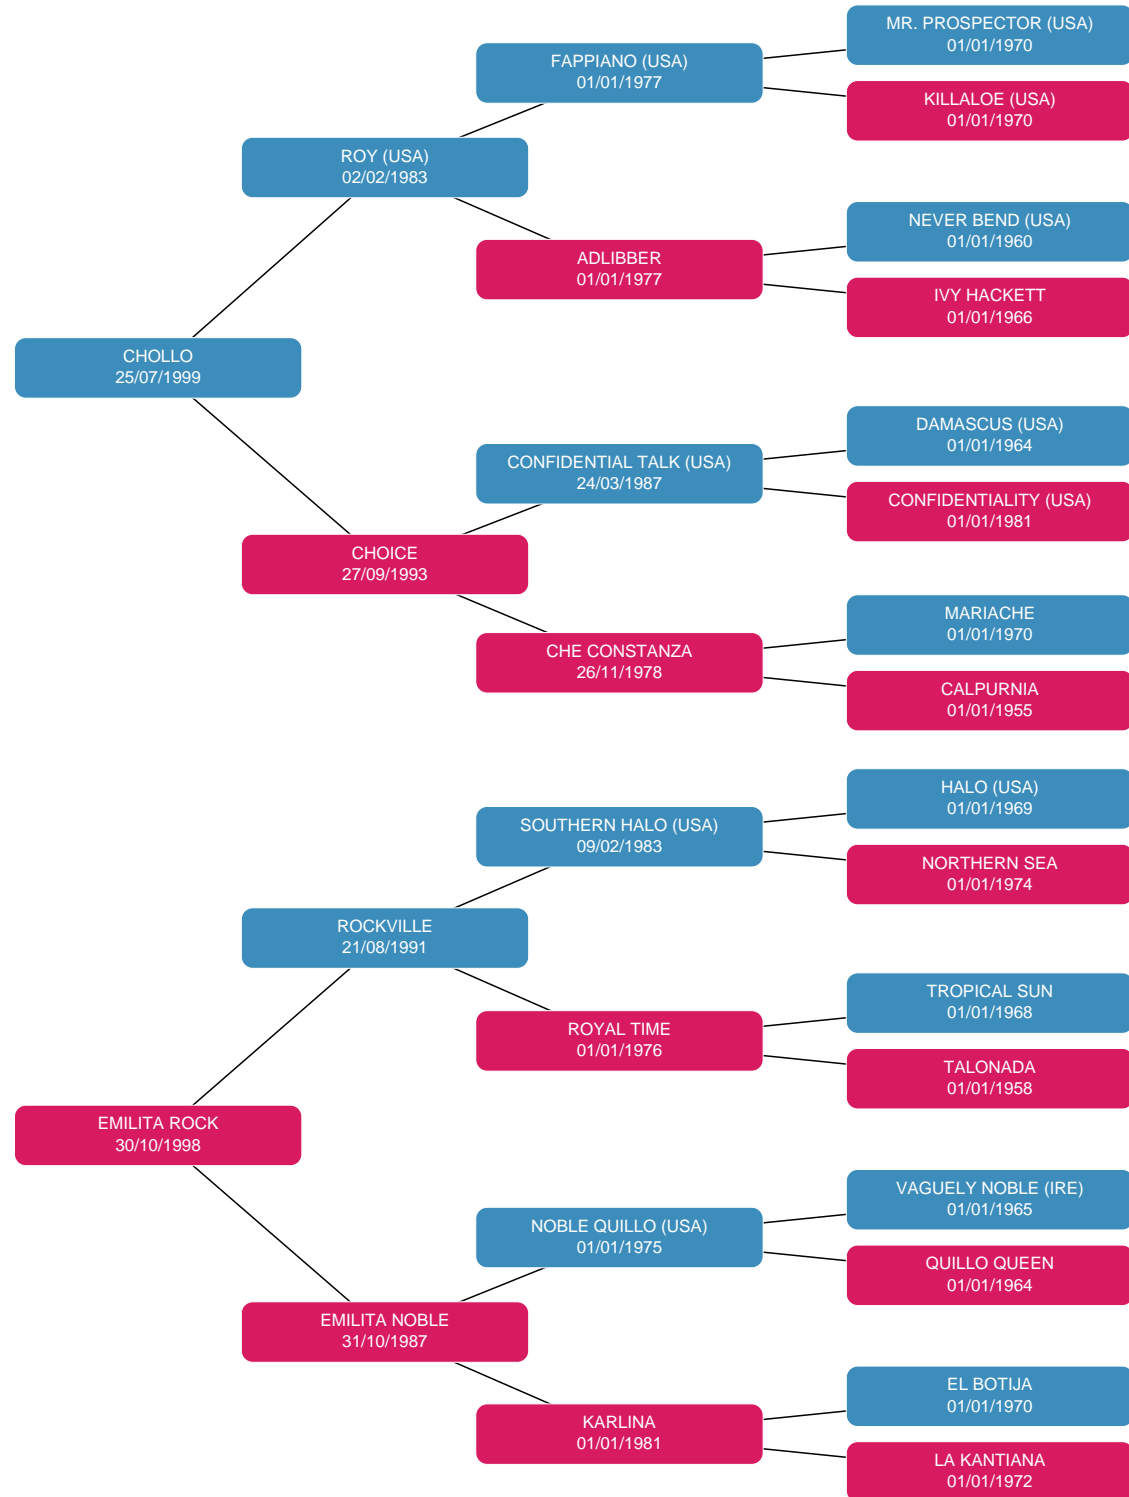 MR. PROSPECTOR (USA)
01/01/1970
FAPPIANO (USA)
01/01/1977
KILLALOE (USA)
01/01/1970
ROY (USA)
02/02/1983
NEVER BEND (USA)
01/01/1960
ADLIBBER
01/01/1977
IVY HACKETT
01/01/1966
CHOLLO
25/07/1999
DAMASCUS (USA)
01/01/1964
CONFIDENTIAL TALK (USA)
24/03/1987
CONFIDENTIALITY (USA)
01/01/1981
CHOICE
27/09/1993
MARIACHE
01/01/1970
CHE CONSTANZA
26/11/1978
CALPURNIA
01/01/1955
HALO (USA)
01/01/1969
SOUTHERN HALO (USA)
09/02/1983
NORTHERN SEA
01/01/1974
ROCKVILLE
21/08/1991
TROPICAL SUN
01/01/1968
ROYAL TIME
01/01/1976
TALONADA
01/01/1958
EMILITA ROCK
30/10/1998
VAGUELY NOBLE (IRE)
01/01/1965
NOBLE QUILLO (USA)
01/01/1975
QUILLO QUEEN
01/01/1964
EMILITA NOBLE
31/10/1987
EL BOTIJA
01/01/1970
KARLINA
01/01/1981
LA KANTIANA
01/01/1972